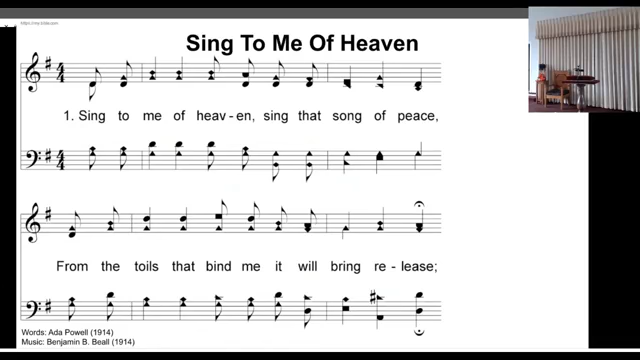 Sing To Me Of Heaven
1. Sing to me of heav-en, sing that song of peace,
From the toils that bind me it will bring re-lease;
Words: Ada Powell (1914)
Music: Benjamin B. Beall (1914)